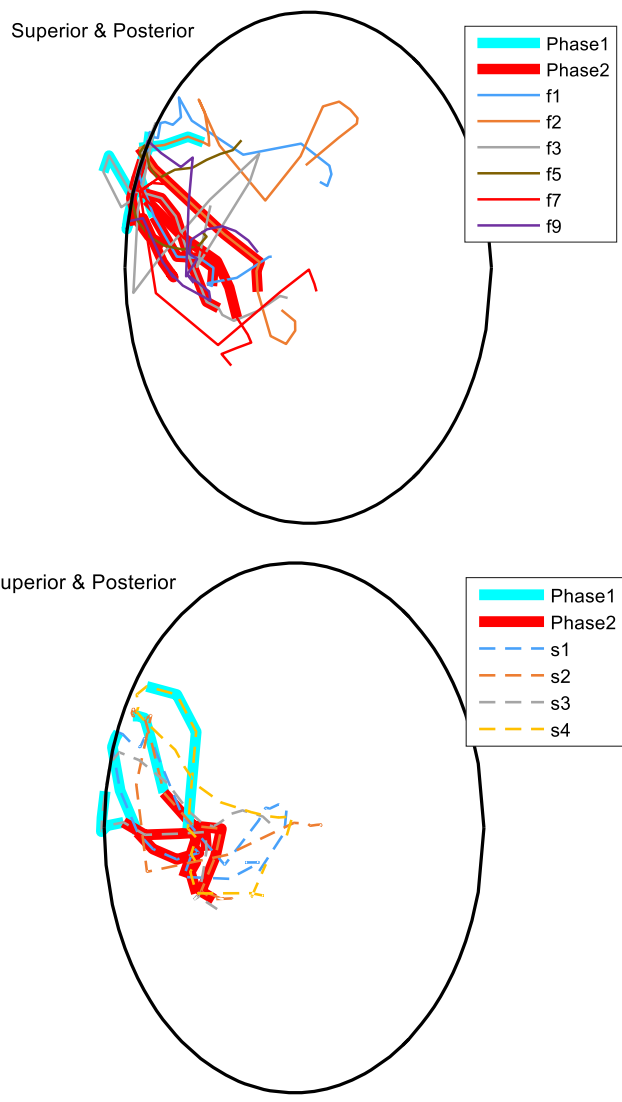 Superior & Posterior
Phase1
Phase2
f1
f2
f3
f5
f7
f9
uperior & Posterior
Phase1
Phase2
s1
s2
s3
s4